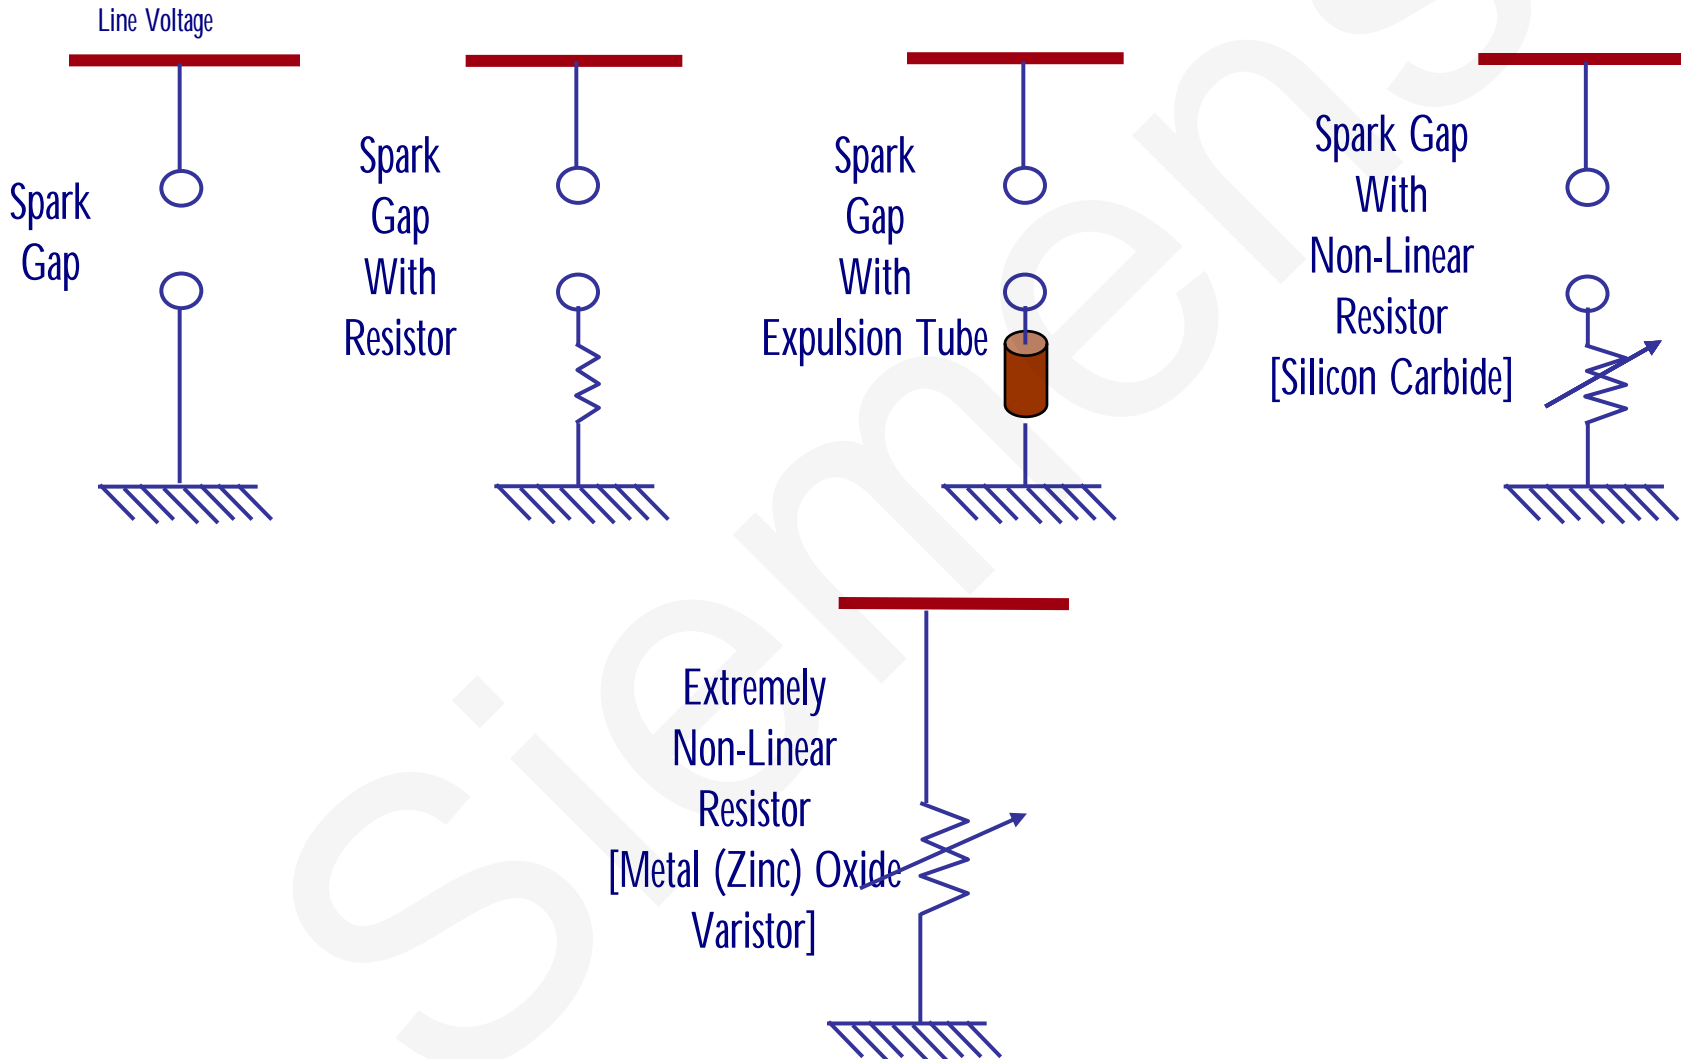 Line Voltage
Spark
Gap
Spark
Gap
With
Resistor
Spark
Gap
With
Expulsion Tube
Spark Gap
With
Non-Linear
Resistor
[Silicon Carbide]
Extremely
Non-Linear
Resistor
[Metal (Zinc) Oxide
Varistor]
Siemens